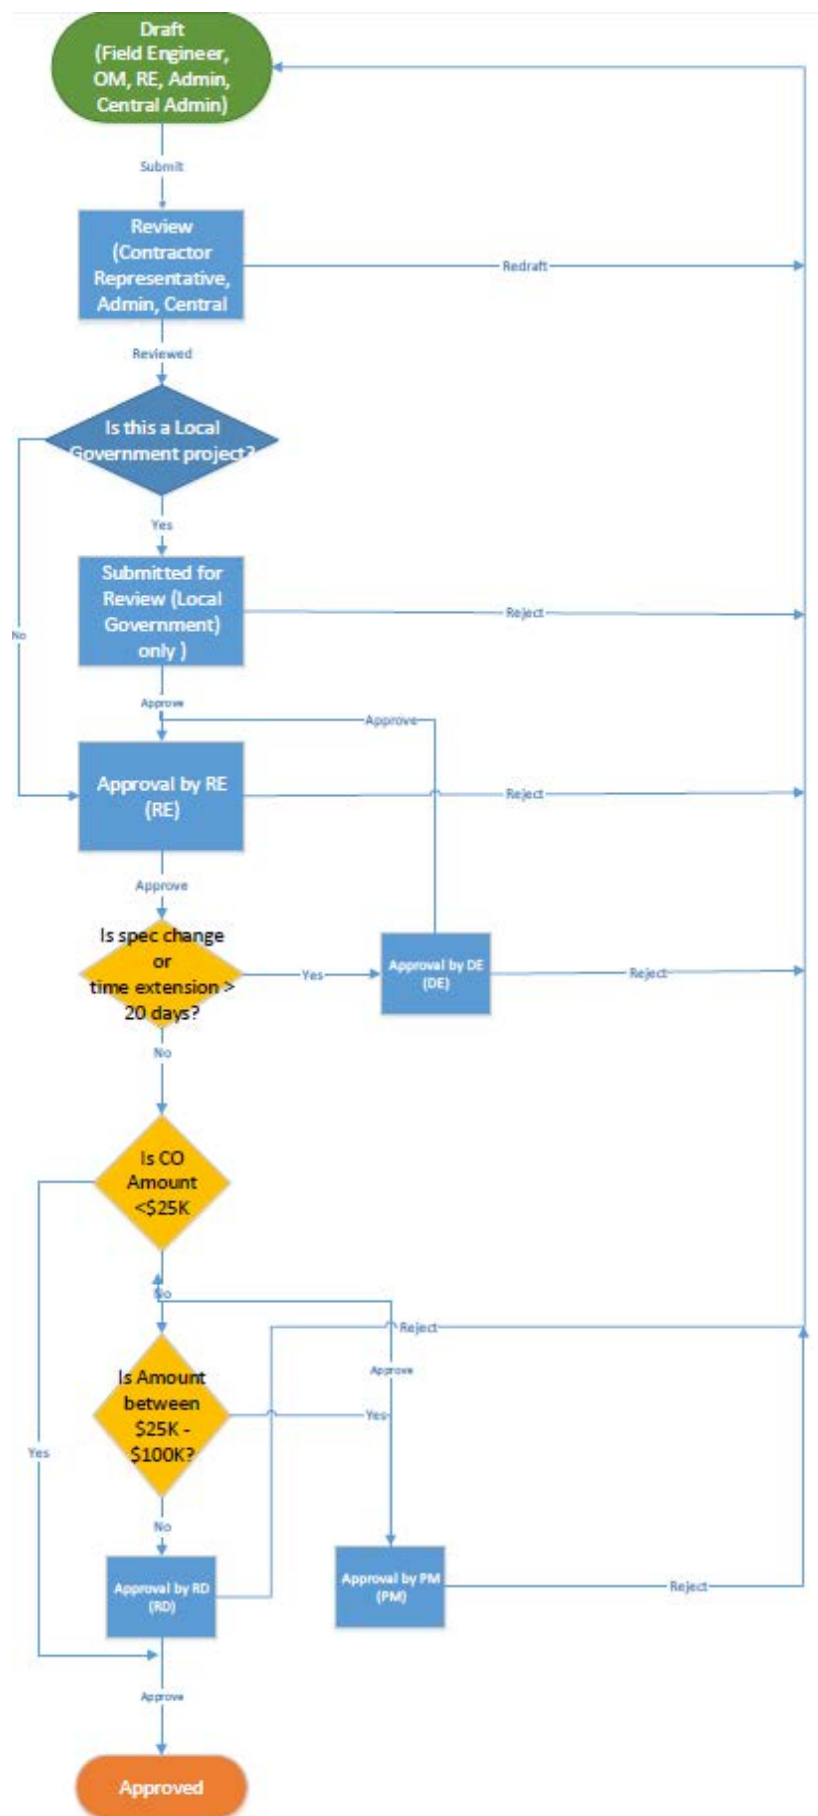 Draft
(Field Engineer,
OM, RE, Admin,
Central Admin)
Submit
Review
(Contractor
Representative,
Admin, Central
Redraft
Reviewed
Is this a Local
Government project?
Yes
No
Submitted for
Review (Local
Government)
only )
Reject
Approve
Approve
Approval by RE
(RE)
Reject
Approve
Is spec change
or
time extension >
20 days?
Yes
Approval by DE
(DE)
Reject
No
Is CO
Amount
<$25K
No
Reject
Approve
Is Amount
between
$25K -
$100K?
Yes
Yes
No
Approval by RD
(RD)
Approval by PM
(PM)
Reject
Approve
Approved